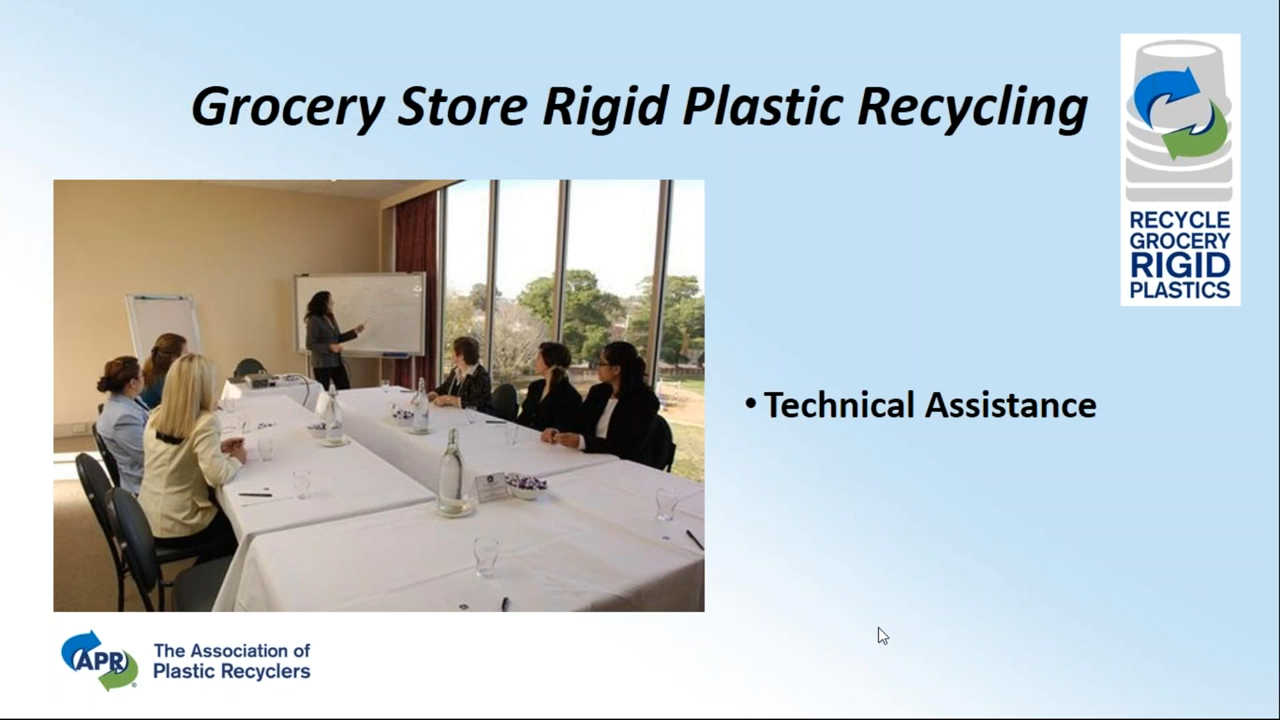 Grocery Store Rigid Plastic Recycling
RECYCLE
GROCERY
RIGID
PLASTICS
• Technical Assistance
APR
The Association of
Plastic Recyclers